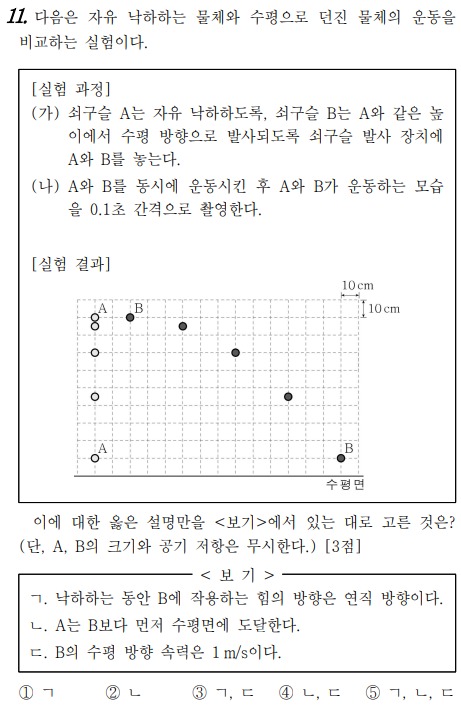 11. 다음은 자유 낙하하는 물체와 수평으로 던진 물체의 운동을
비교하는 실험이다.
[실험 과정]
(가) 쇠구슬 A는 자유 낙하하도록, 쇠구슬 B는 A와 같은 높
이에서 수평 방향으로 발사되도록 쇠구슬 발사 장치에
A와 B를 놓는다.
(나) A와 B를 동시에 운동시킨 후 A와 B가 운동하는 모습
을 0.1초 간격으로 촬영한다.
[실험 결과]
10 cm
10 cm
A B
A B
수평면
이에 대한 옳은 설명만을 <보기>에서 있는 대로 고른 것은?
(단, A, B의 크기와 공기 저항은 무시한다.) [3점]
< 보 기 >
ㄱ. 낙하하는 동안 B에 작용하는 힘의 방향은 연직 방향이다.
ㄴ. A는 B보다 먼저 수평면에 도달한다.
ㄷ. B의 수평 방향 속력은 1 m/s이다.
① ㄱ ② ㄴ ③ ㄱ, ㄷ ④ ㄴ, ㄷ ⑤ ㄱ, ㄴ, ㄷ